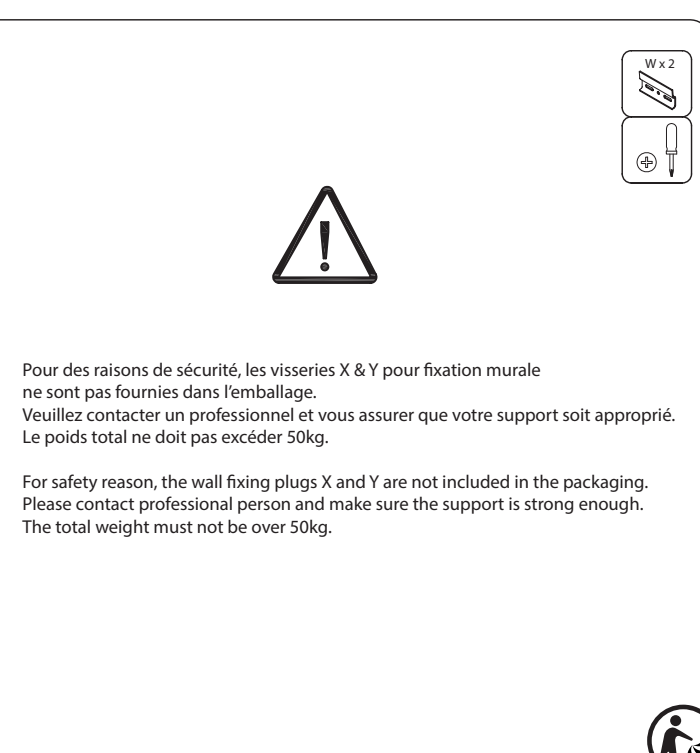 W x 2
Pour des raisons de sécurité, les visseries X & Y pour fixation murale
ne sont pas fournies dans l'emballage.
Veuillez contacter un professionnel et vous assurer que votre support soit approprié.
Le poids total ne doit pas excéder 50kg.
For safety reason, the wall fixing plugs X and Y are not included in the packaging.
Please contact professional person and make sure the support is strong enough.
The total weight must not be over 50kg.